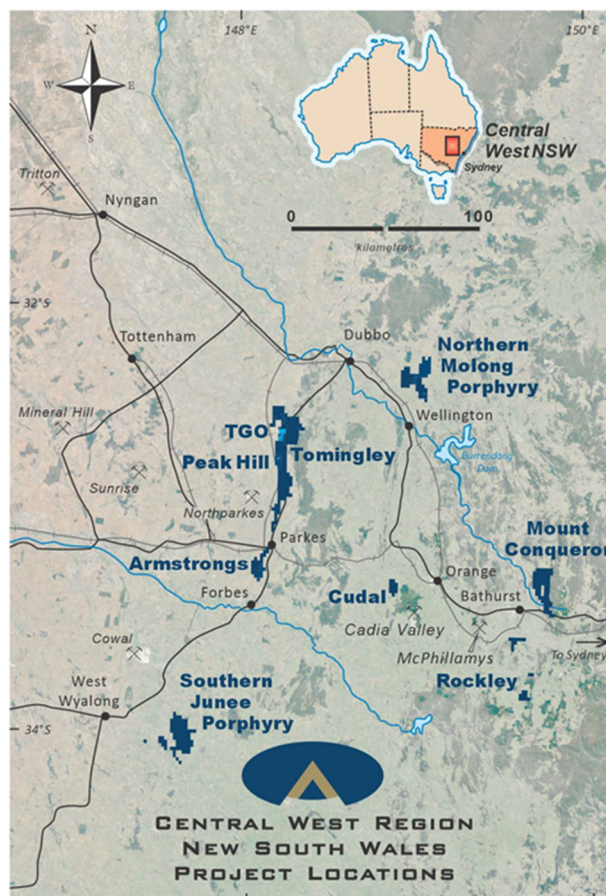 148°E
150°E
N
W
E
S
Central
West NSW
Sydney
0
100
kilometres
Tritton
Nyngan
32°S
Tottenham
Dubbo
Northern
Molong
Porphyry
Mineral Hill
Wellington
TGO
Tomingley
Peak Hill
Burrendong
Dam
Sunrise
Northparkes
Mount
Conqueror
Parkes
Armstrongs
Orange
Forbes
Cudal
Bathurst
Cadia Valley
Cowal
McPhillamys
To Sydney
West
Wyalong
Southern
Junee
Porphyry
Rockley
34°S
CENTRAL WEST REGION
NEW SOUTH WALES
PROJECT LOCATIONS